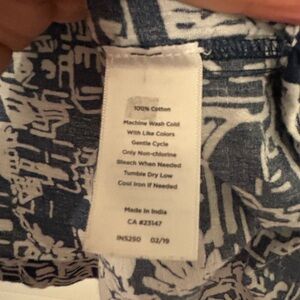 100% Cotton
Machine Wash Cold
With Like Colors
Gentle Cycle
Only Non-chlorine
Bleach When Needed
Tumble Dry Low
Cool Iron if Needed
Made in India
CA #23147
IN5250 02/19